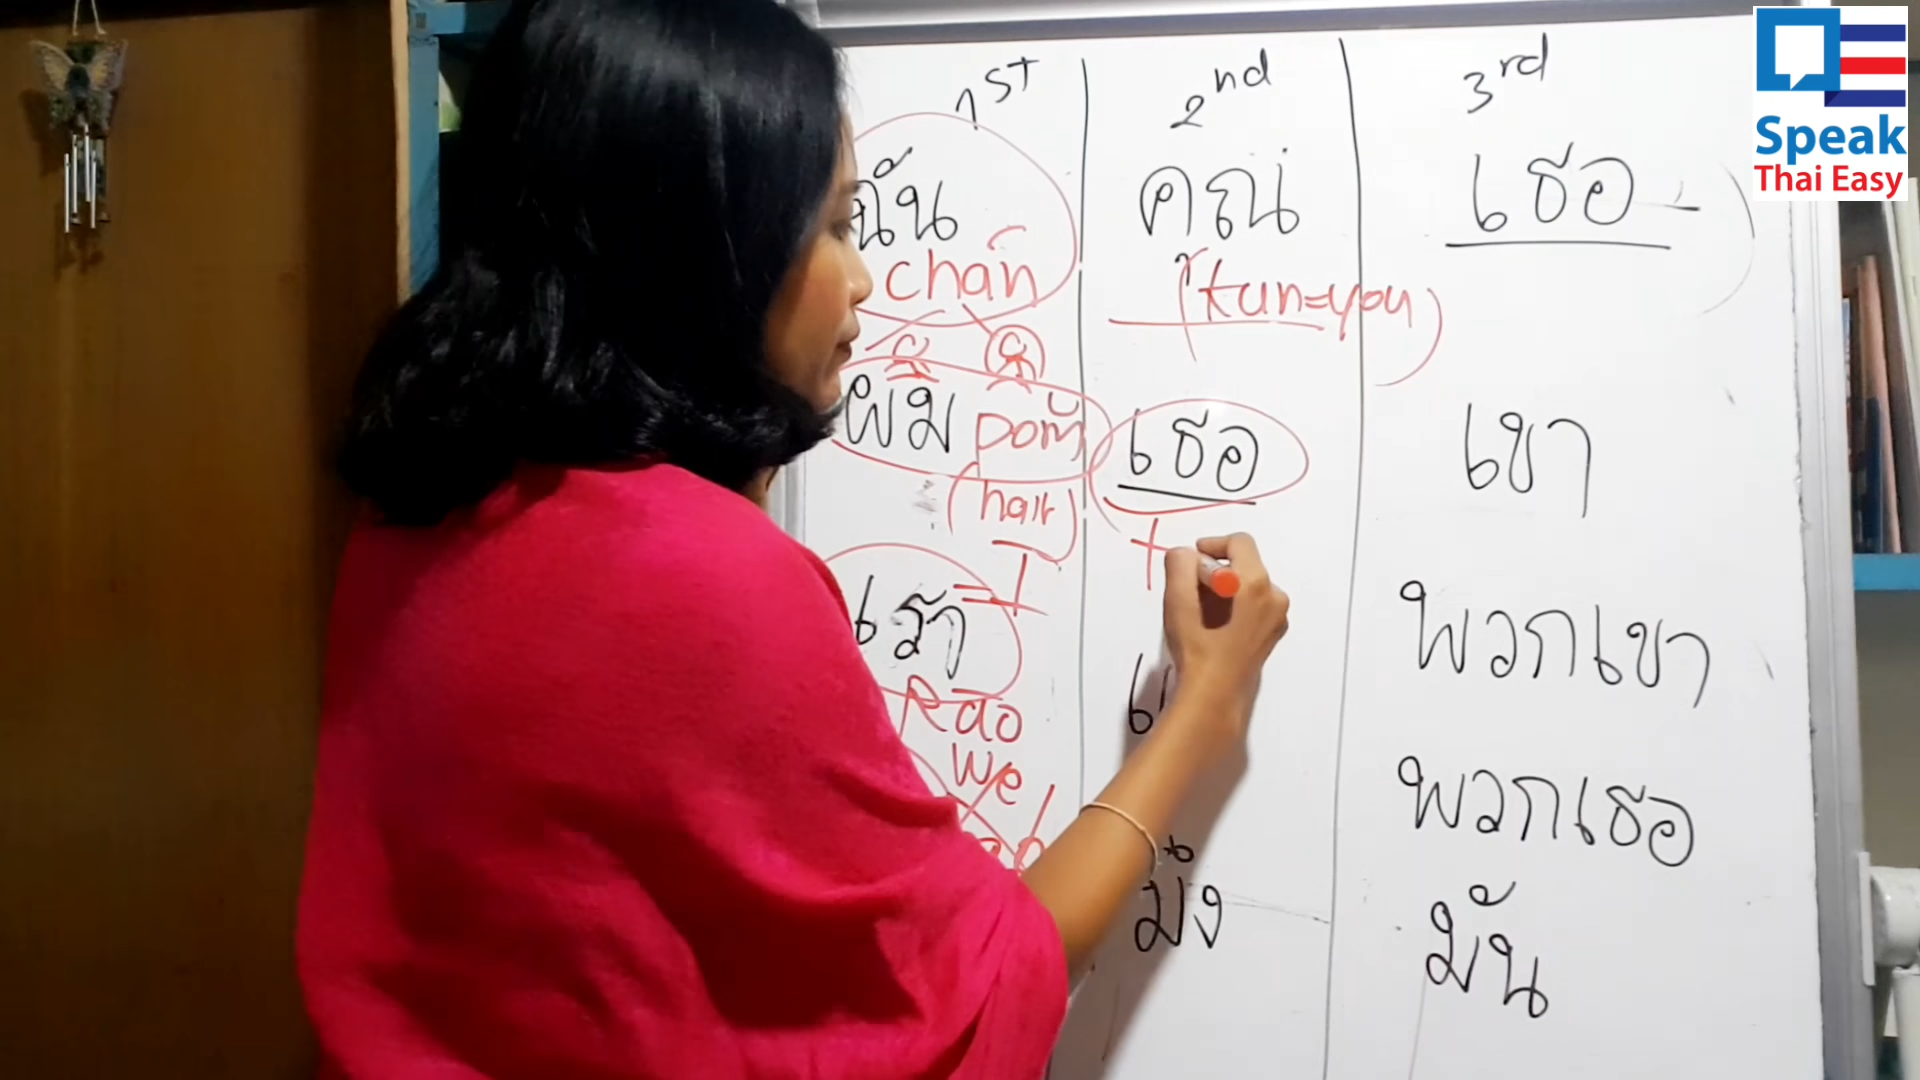 1st
ฉัน
chan
ผม pom
(hair)
= I
เรา
Rao
We
2nd
คุณ
(kun=you)
เธอ
t
มึง
3rd
เธอ
เขา
พวกเขา
พวกเธอ
มัน
Speak
Thai Easy